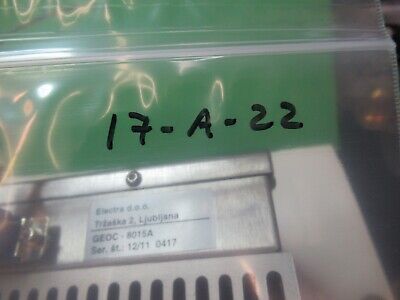 17-A-22
Electra d.o.o.
Tržaška 2, Ljubljana
GEOC - 8015A
Ser. št.: 12/11 0417